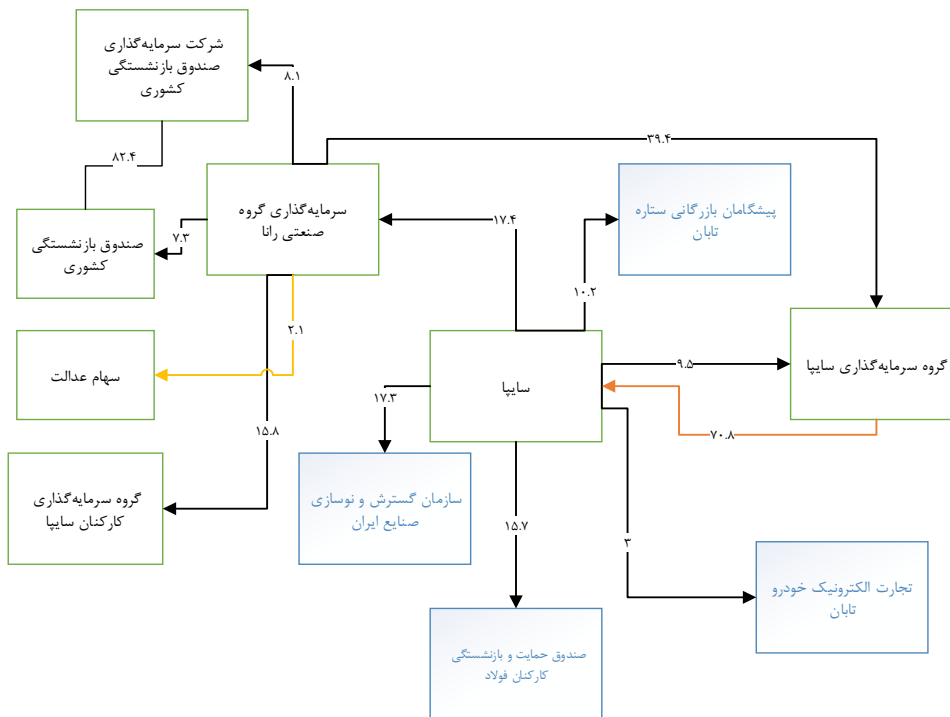 شرکت سرمایه‌گذاری
صندوق بازنشستگی
کشوری
۸.۱
۳۹.۴
۸۲.۴
سرمایه‌گذاری گروه
صنعتی رانا
۱۷.۴
پیشگامان بازرگانی ستاره
تابان
صندوق بازنشستگی
کشوری
۷.۳
۱۰.۲
۲.۱
سهام عدالت
سایپا
۹.۵
گروه سرمایه‌گذاری سایپا
۱۷.۳
۱۵.۸
۷۰.۸
گروه سرمایه‌گذاری
کارکنان سایپا
سازمان گسترش و نوسازی
صنایع ایران
۱۵.۷
۳
تجارت الکترونیک خودرو
تابان
صندوق حمایت و بازنشستگی
کارکنان فولاد